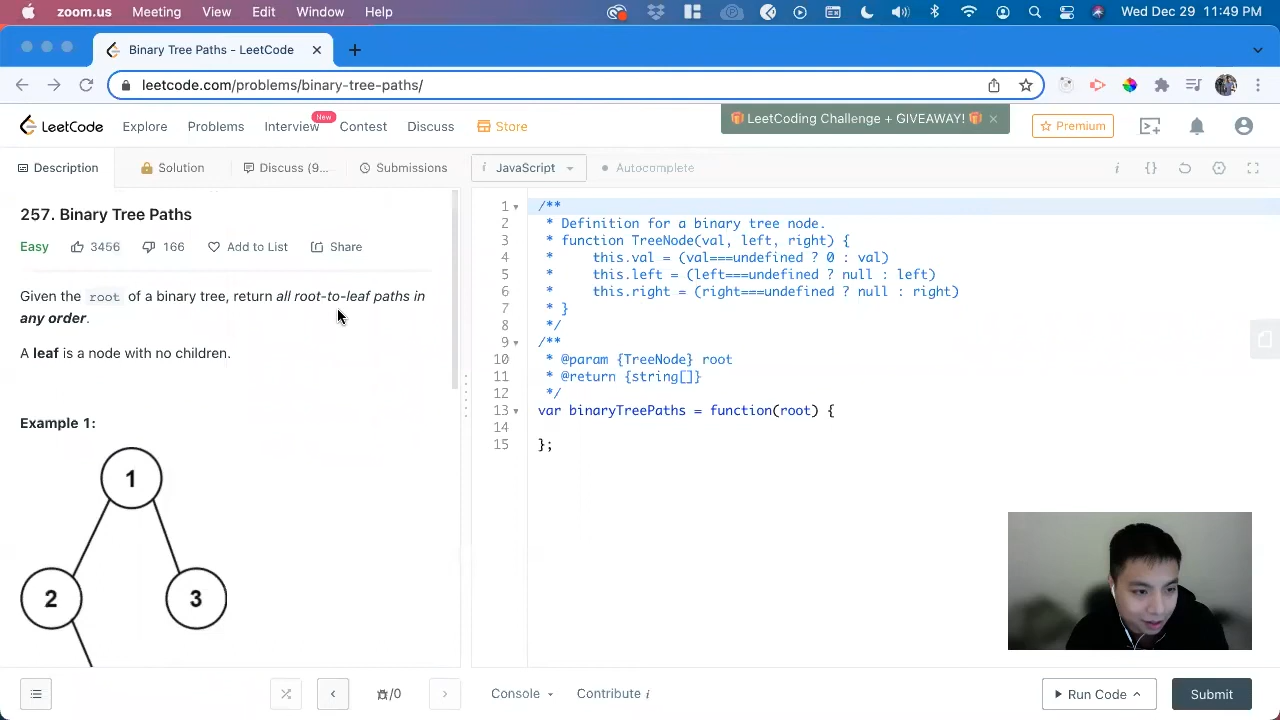 zoom.us Meeting View Edit Window Help Wed Dec 29 11:49 PM
Binary Tree Paths - LeetCode
leetcode.com/problems/binary-tree-paths/
LeetCode Explore Problems Interview New Contest Discuss Store LeetCoding Challenge + GIVEAWAY! Premium
Description Solution Discuss (9... Submissions i JavaScript Autocomplete
257. Binary Tree Paths
Easy 3456 166 Add to List Share
Given the root of a binary tree, return all root-to-leaf paths in
any order.
A leaf is a node with no children.
Example 1:
1
2 3
1 /**
2 * Definition for a binary tree node.
3 * function TreeNode(val, left, right) {
4 *     this.val = (val===undefined ? 0 : val)
5 *     this.left = (left===undefined ? null : left)
6 *     this.right = (right===undefined ? null : right)
7 * }
8 */
9 /**
10 * @param {TreeNode} root
11 * @return {string[]}
12 */
13 var binaryTreePaths = function(root) {
14
15 };
/0 Console Contribute i Run Code Submit